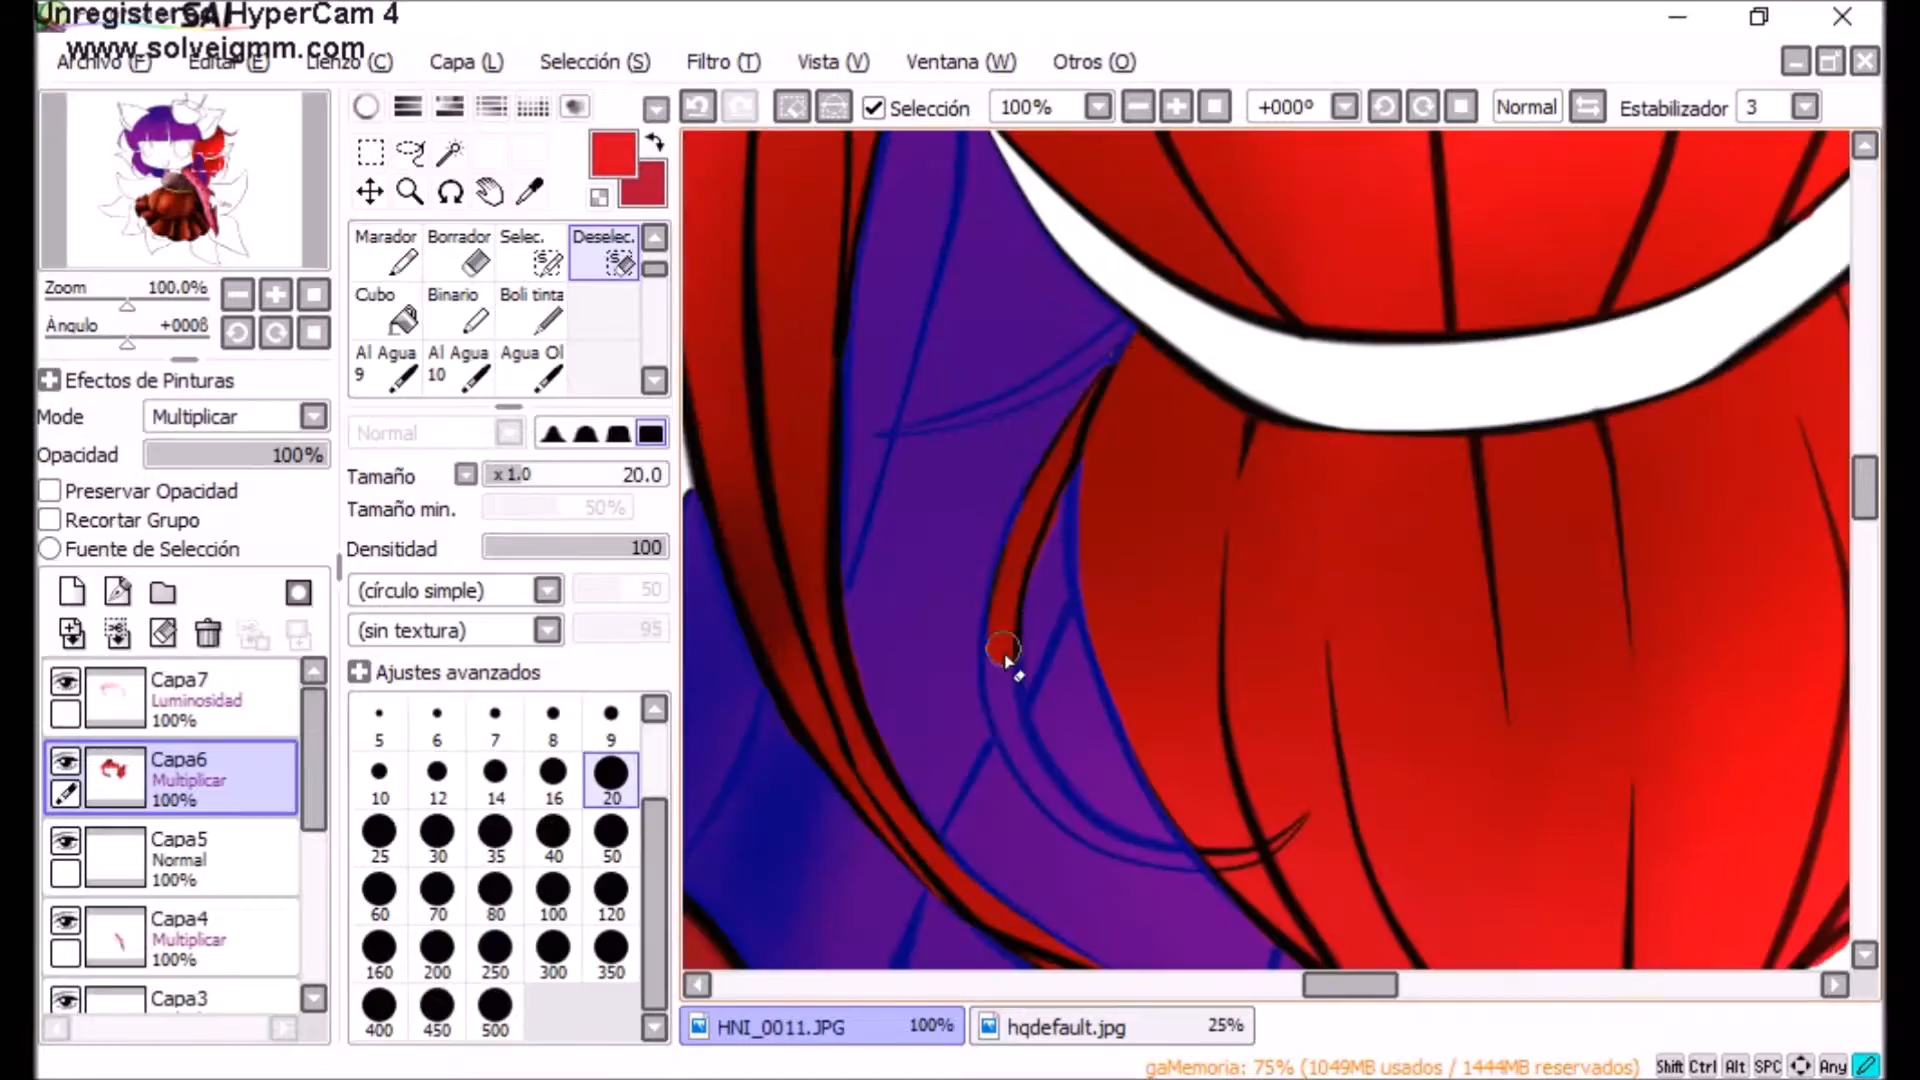 Unregistered HyperCam 4
SAI
www.solveigmm.com
Archivo (F) Editar (E) Lienzo (C) Capa (L) Selección (S) Filtro (T) Vista (V) Ventana (W) Otros (O)
Selección 100% +000º Normal Estabilizador 3
Zoom 100.0%
Àngulo +000ß
Efectos de Pinturas
Mode Multiplicar
Opacidad 100%
Preservar Opacidad
Recortar Grupo
Fuente de Selección
Capa7
Luminosidad
100%
Capa6
Multiplicar
100%
Capa5
Normal
100%
Capa4
Multiplicar
100%
Capa3
Marador Borrador Selec. Deselec.
Cubo Binario Boli tinta
Al Agua 9 Al Agua 10 Agua Ol
Normal
Tamaño x 1.0 20.0
Tamaño min. 50%
Densitidad 100
(círculo simple) 50
(sin textura) 95
Ajustes avanzados
5 6 7 8 9
10 12 14 16 20
25 30 35 40 50
60 70 80 100 120
160 200 250 300 350
400 450 500
HNI_0011.JPG 100% hqdefault.jpg 25%
gaMemoria: 75% (1049MB usados / 1444MB reservados) Shift Ctrl Alt SPC Any